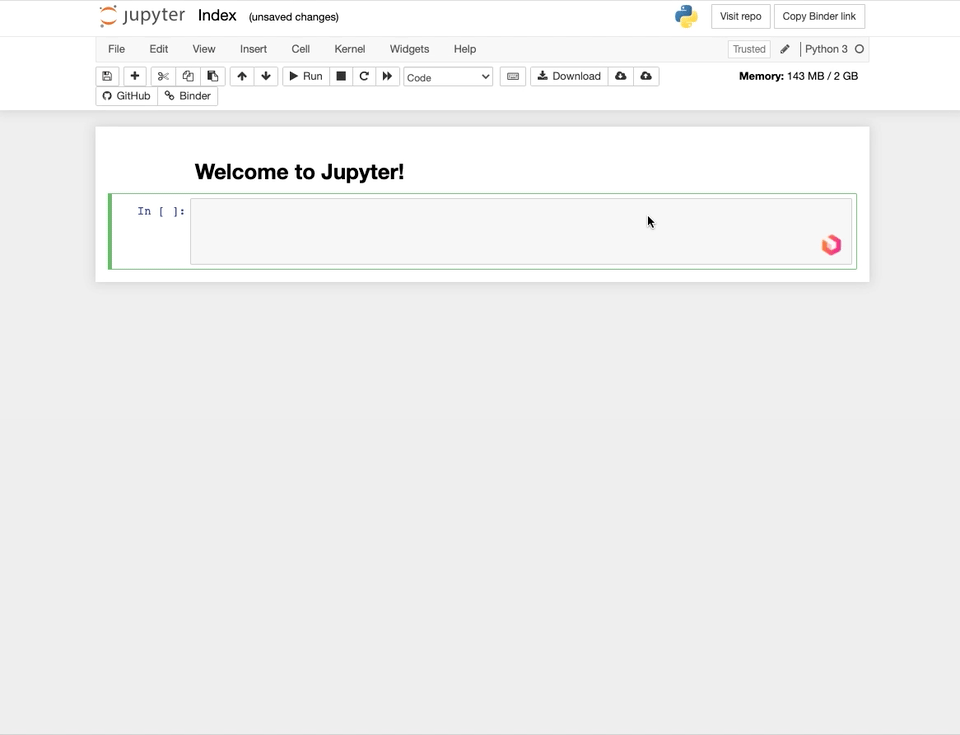 jupyter Index (unsaved changes) Visit repo Copy Binder link
File Edit View Insert Cell Kernel Widgets Help Trusted Python 3
Run Code Download Memory: 143 MB / 2 GB
GitHub Binder
Welcome to Jupyter!
In [ ]: